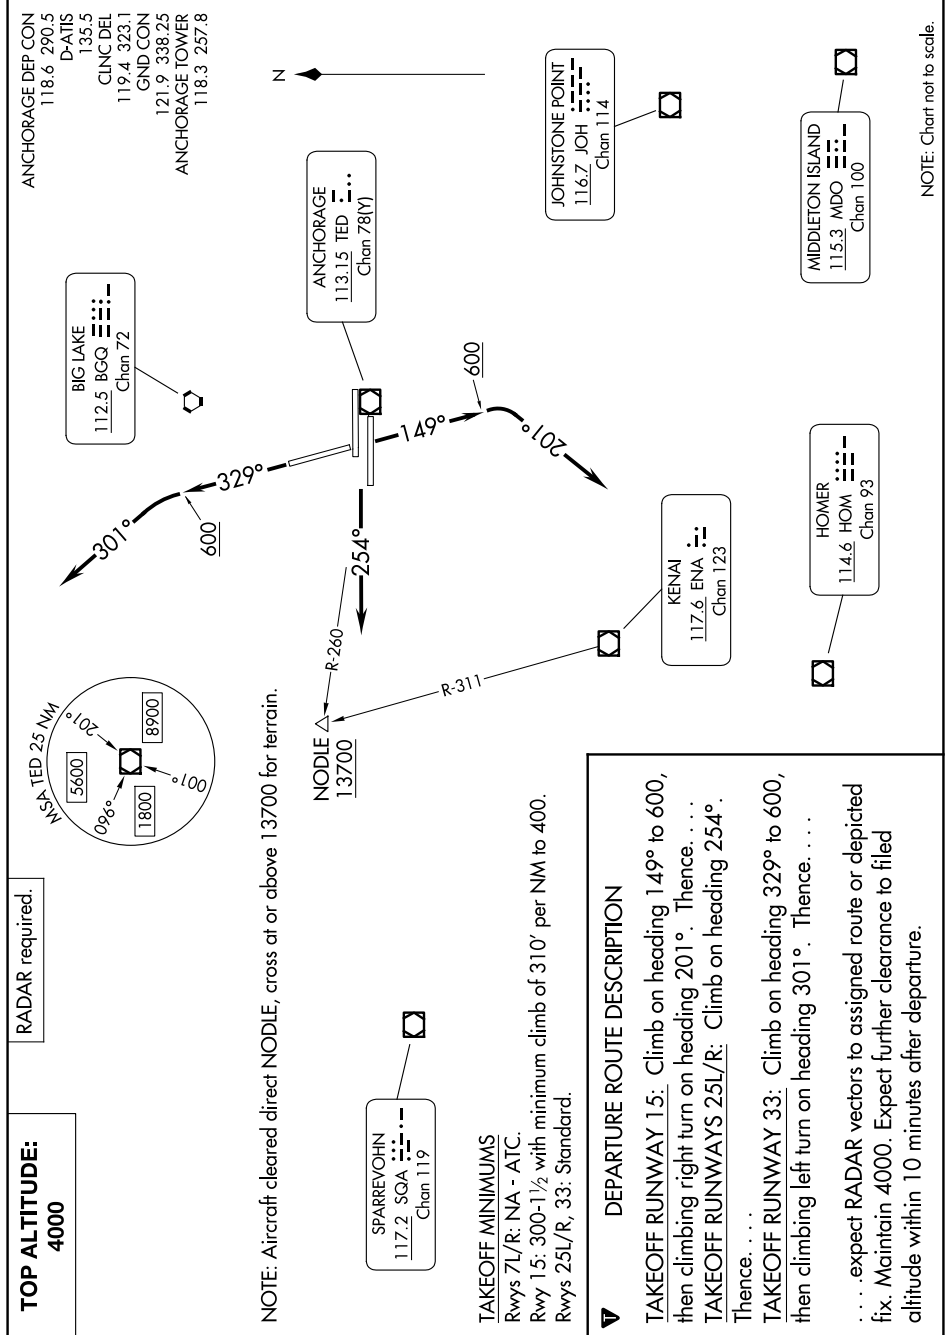 TOP ALTITUDE:
4000
RADAR required.
MSA TED 25 NM
5600
8900
1800
201°
096°
001°
ANCHORAGE DEP CON
118.6 290.5
D-ATIS
135.5
CLNC DEL
119.4 323.1
GND CON
121.9 338.25
ANCHORAGE TOWER
118.3 257.8
N
BIG LAKE
112.5 BGQ
Chan 72
301°
600
329°
ANCHORAGE
113.15 TED
Chan 78(Y)
NOTE: Aircraft cleared direct NODLE, cross at or above 13700 for terrain.
NODLE
13700
R-260
254°
149°
600
201°
R-311
SPARREVOHN
117.2 SQA
Chan 119
JOHNSTONE POINT
116.7 JOH
Chan 114
KENAI
117.6 ENA
Chan 123
MIDDLETON ISLAND
115.3 MDO
Chan 100
HOMER
114.6 HOM
Chan 93
NOTE: Chart not to scale.
TAKEOFF MINIMUMS
Rwys 7L/R: NA - ATC.
Rwy 15: 300-1½ with minimum climb of 310' per NM to 400.
Rwys 25L/R, 33: Standard.
T
DEPARTURE ROUTE DESCRIPTION
TAKEOFF RUNWAY 15: Climb on heading 149° to 600,
then climbing right turn on heading 201°. Thence. . . .
TAKEOFF RUNWAYS 25L/R: Climb on heading 254°.
Thence. . . .
TAKEOFF RUNWAY 33: Climb on heading 329° to 600,
then climbing left turn on heading 301°. Thence. . . .
. . . .expect RADAR vectors to assigned route or depicted
fix. Maintain 4000. Expect further clearance to filed
altitude within 10 minutes after departure.